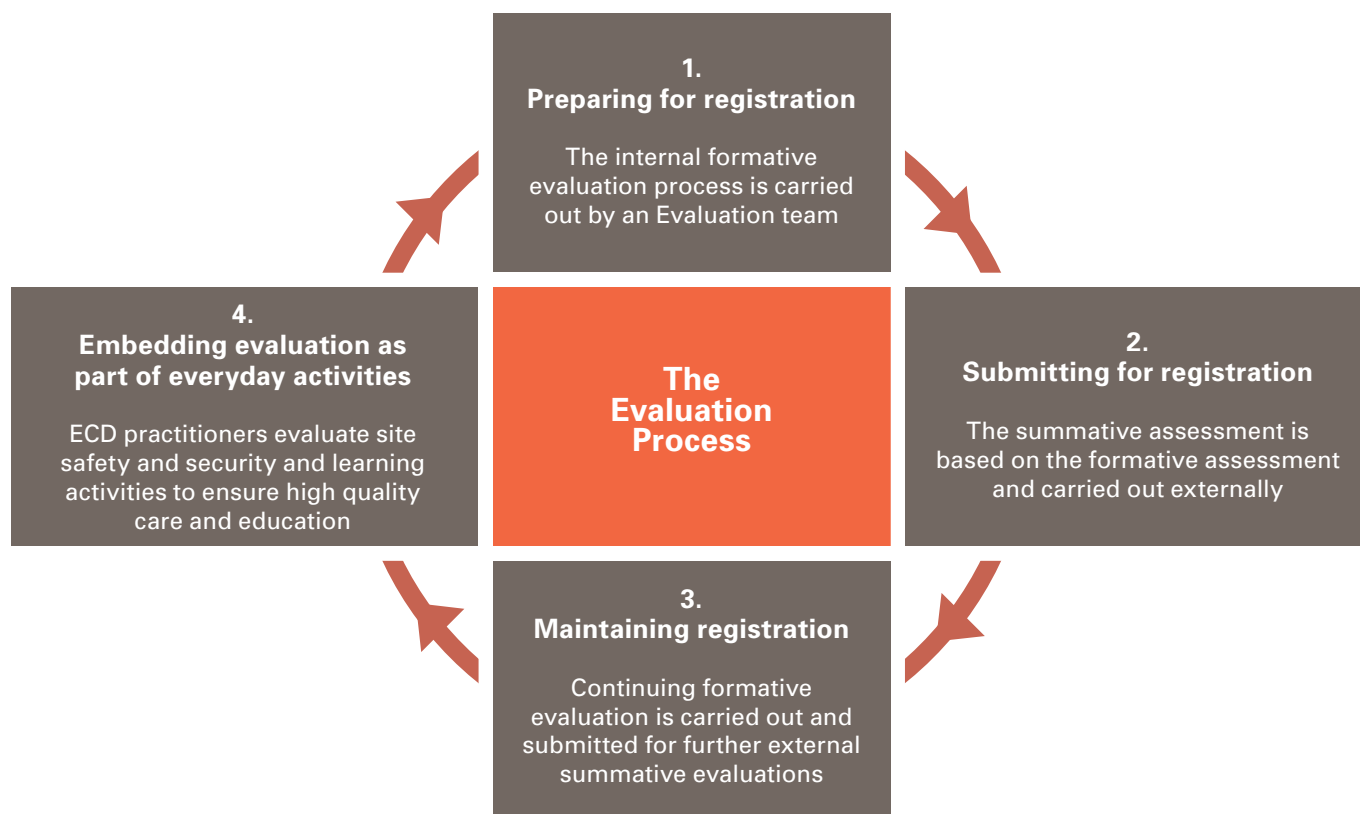 1.
Preparing for registration
The internal formative
evaluation process is carried
out by an Evaluation team
4.
Embedding evaluation as
part of everyday activities
ECD practitioners evaluate site
safety and security and learning
activities to ensure high quality
care and education
The
Evaluation
Process
2.
Submitting for registration
The summative assessment is
based on the formative assessment
and carried out externally
3.
Maintaining registration
Continuing formative
evaluation is carried out and
submitted for further external
summative evaluations